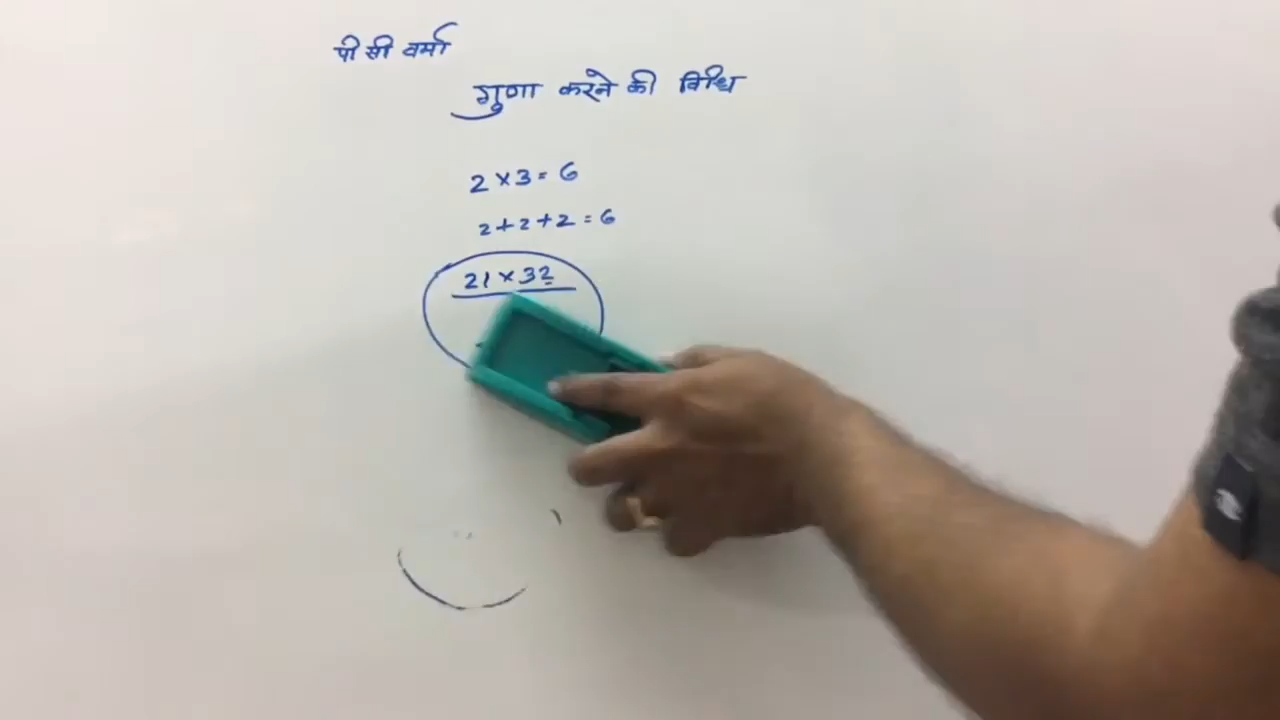 पी सी वर्मा
गुणा करने की विधि
2 × 3 = 6
2 + 2 + 2 = 6
21 × 32